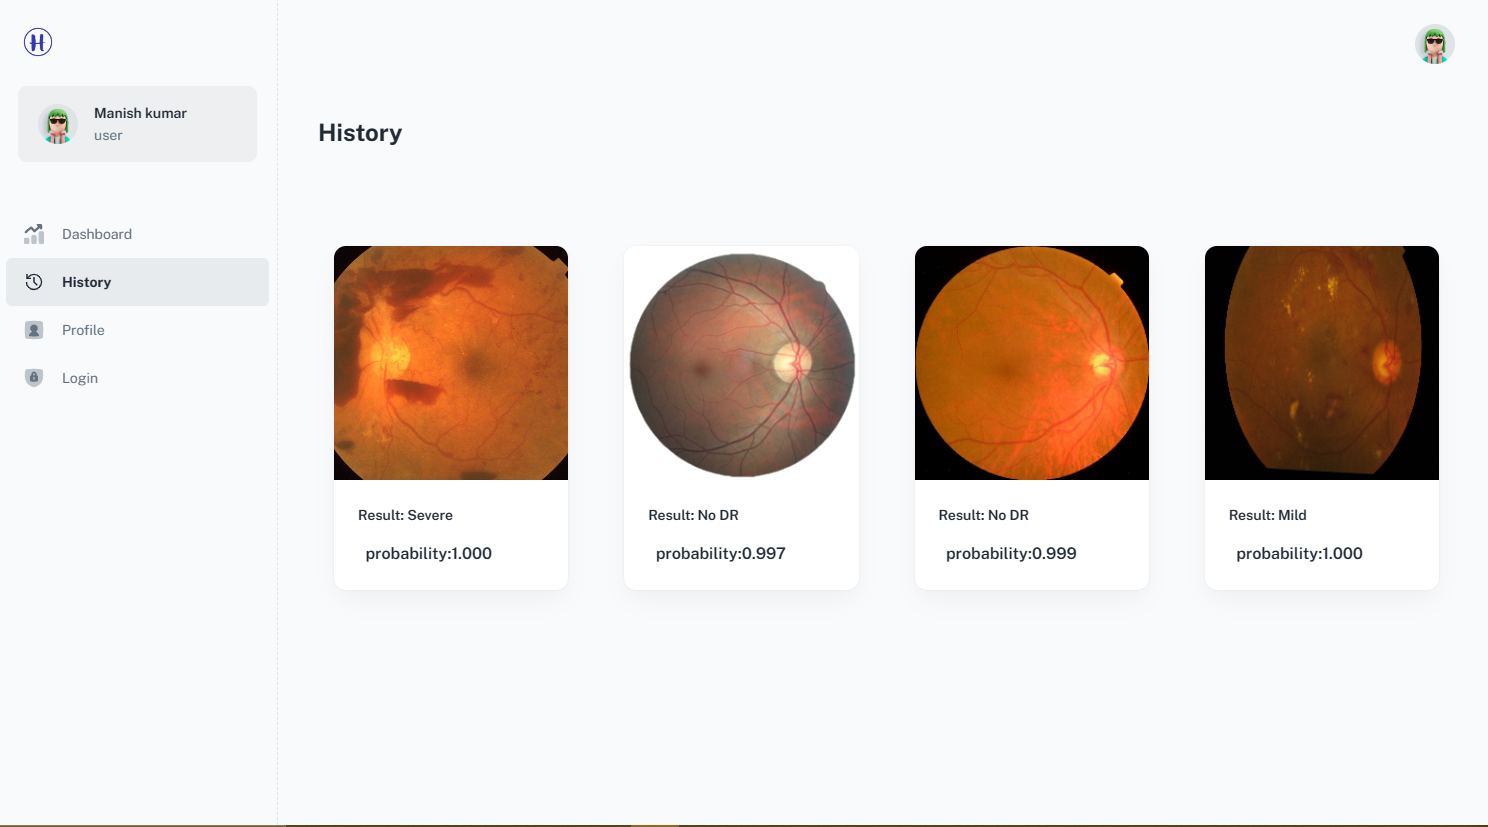 H
Manish kumar
user
Dashboard
History
Profile
Login
History
Result: Severe
probability:1.000
Result: No DR
probability:0.997
Result: No DR
probability:0.999
Result: Mild
probability:1.000